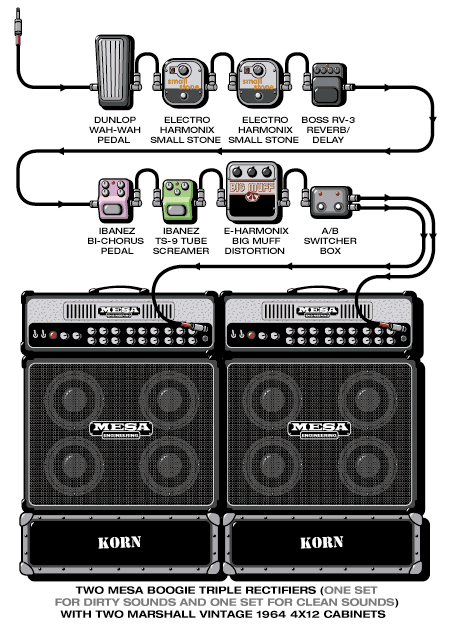 small stone
small stone
DUNLOP
WAH-WAH
PEDAL
ELECTRO
HARMONIX
SMALL STONE
ELECTRO
HARMONIX
SMALL STONE
BOSS RV-3
REVERB/
DELAY
BIG MUFF
IBANEZ
BI-CHORUS
PEDAL
IBANEZ
TS-9 TUBE
SCREAMER
E-HARMONIX
BIG MUFF
DISTORTION
A/B
SWITCHER
BOX
MESA
ENGINEERING
MESA
ENGINEERING
MESA
ENGINEERING
MESA
ENGINEERING
KORN
KORN
TWO MESA BOOGIE TRIPLE RECTIFIERS (ONE SET
FOR DIRTY SOUNDS AND ONE SET FOR CLEAN SOUNDS)
WITH TWO MARSHALL VINTAGE 1964 4X12 CABINETS